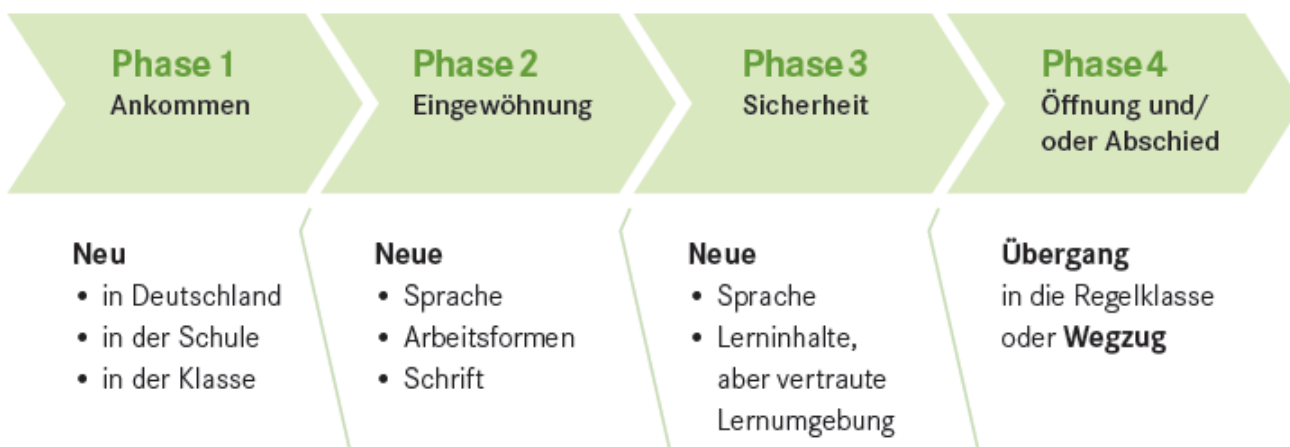 Phase 1
Ankommen
Phase 2
Eingewöhnung
Phase 3
Sicherheit
Phase 4
Öffnung und/
oder Abschied
Neu
• in Deutschland
• in der Schule
• in der Klasse
Neue
• Sprache
• Arbeitsformen
• Schrift
Neue
• Sprache
• Lerninhalte,
aber vertraute
Lernumgebung
Übergang
in die Regelklasse
oder Wegzug